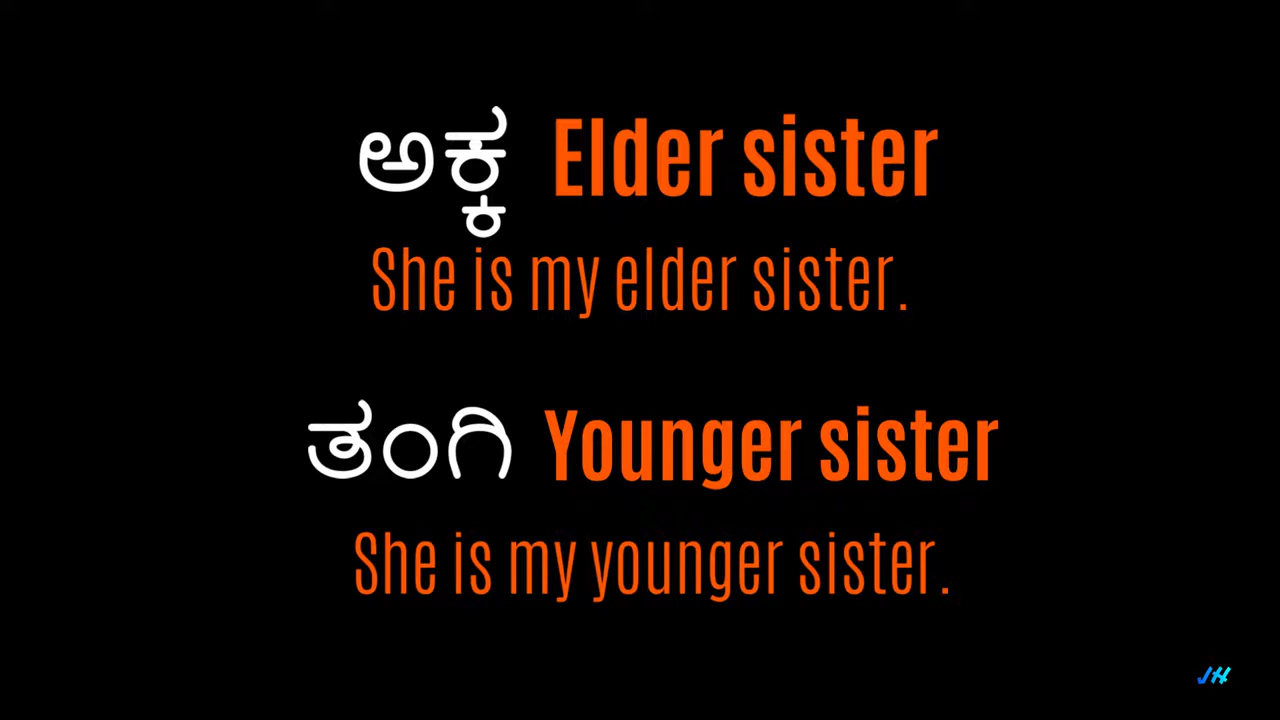 ಅಕ್ಕ Elder sister
She is my elder sister.
ತಂಗಿ Younger sister
She is my younger sister.
JH